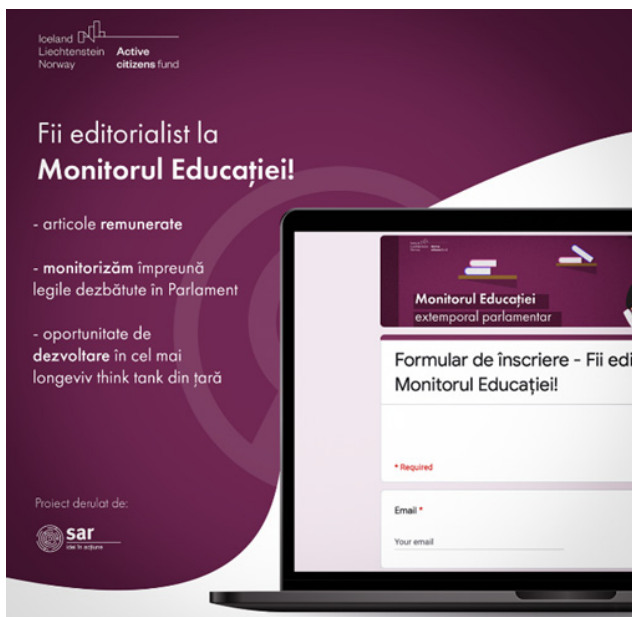 Iceland
Liechtenstein Active
Norway citizens fund
Fii editorialist la
Monitorul Educației!
- articole remunerate
- monitorizăm împreună
legile dezbătute în Parlament
- oportunitate de
dezvoltare în cel mai
longeviv think tank din țară
Proiect derulat de:
sar
idei în acțiune
Monitorul Educației
extemporal parlamentar
Formular de înscriere - Fii edi
Monitorul Educației!
* Required
Email *
Your email